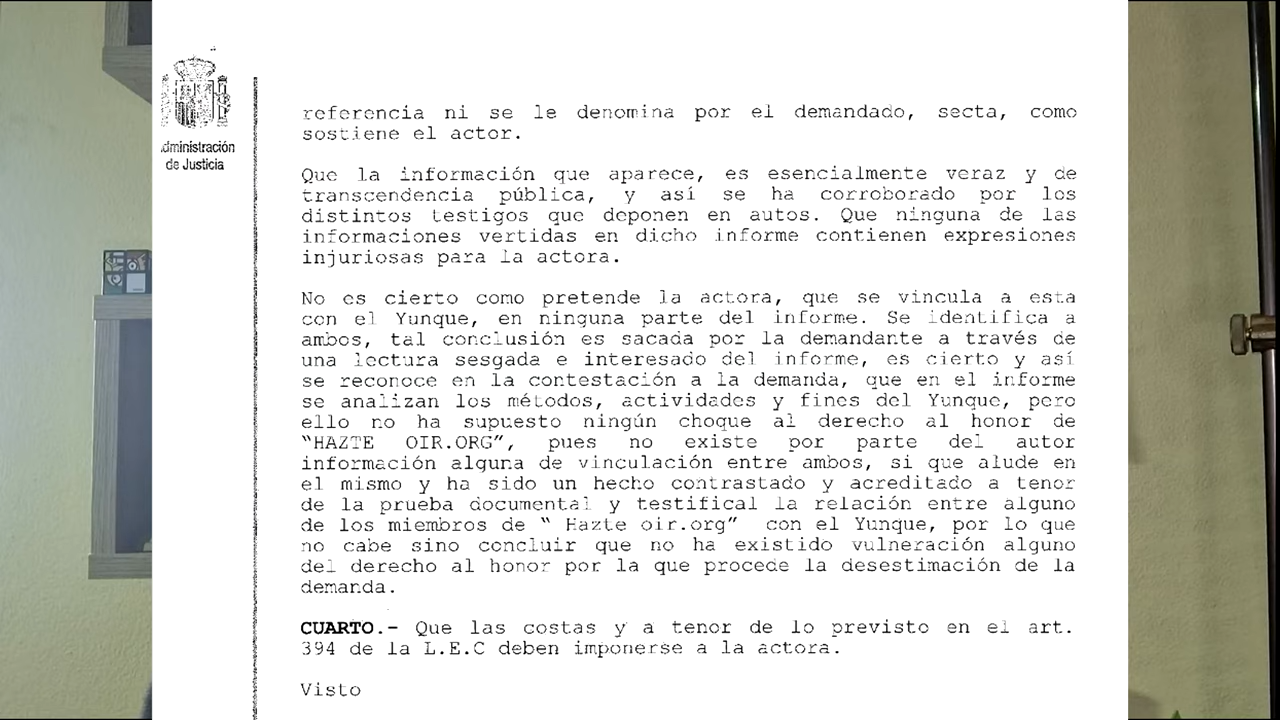 dministración
de Justicia
referencia ni se le denomina por el demandado, secta, como
sostiene el actor.
Que la información que aparece, es esencialmente veraz y de
transcendencia pública, y así se ha corroborado por los
distintos testigos que deponen en autos. Que ninguna de las
informaciones vertidas en dicho informe contienen expresiones
injuriosas para la actora.
No es cierto como pretende la actora, que se vincula a esta
con el Yunque, en ninguna parte del informe. Se identifica a
ambos, tal conclusión es sacada por la demandante a través de
una lectura sesgada e interesado del informe, es cierto y así
se reconoce en la contestación a la demanda, que en el informe
se analizan los métodos, actividades y fines del Yunque, pero
ello no ha supuesto ningún choque al derecho al honor de
"HAZTE OIR.ORG", pues no existe por parte del autor
información alguna de vinculación entre ambos, si que alude en
el mismo y ha sido un hecho contrastado y acreditado a tenor
de la prueba documental y testifical la relación entre alguno
de los miembros de " Hazte oir.org" con el Yunque, por lo que
no cabe sino concluir que no ha existido vulneración alguno
del derecho al honor por la que procede la desestimación de la
demanda.
CUARTO.- Que las costas y a tenor de lo previsto en el art.
394 de la L.E.C deben imponerse a la actora.
Visto